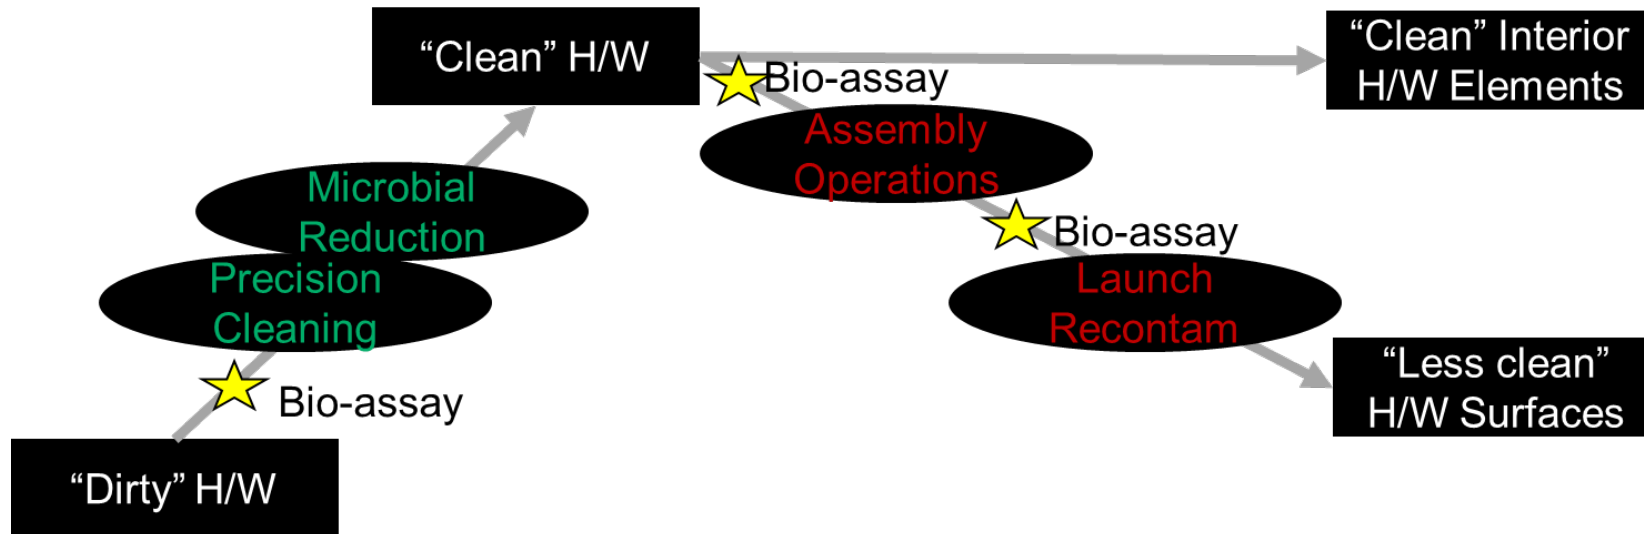 “Clean” H/W
“Clean” Interior
H/W Elements
Bio-assay
Assembly
Operations
Microbial
Reduction
Bio-assay
Precision
Cleaning
Launch
Recontam
“Less clean”
H/W Surfaces
Bio-assay
“Dirty” H/W